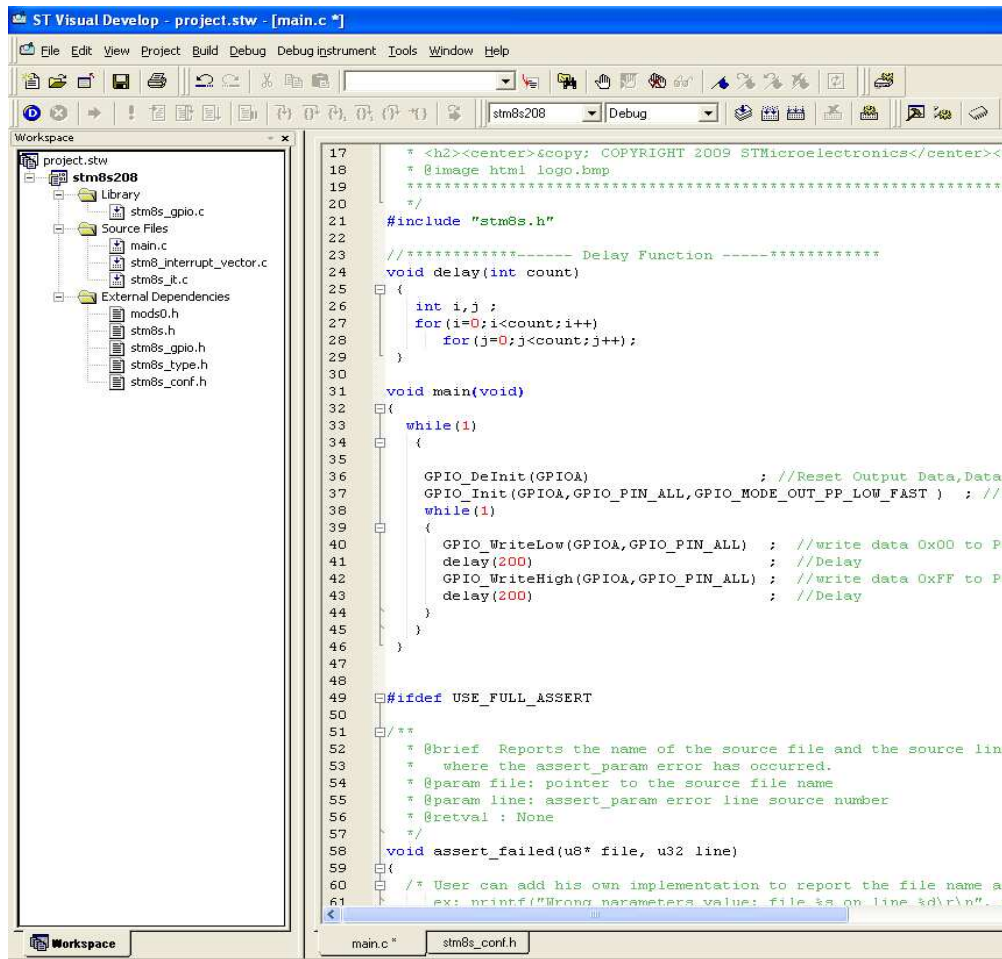 ST Visual Develop - project.stw - [main.c *]
File Edit View Project Build Debug Debug instrument Tools Window Help
stm8s208 Debug
Workspace
project.stw
stm8s208
Library
stm8s_gpio.c
Source Files
main.c
stm8_interrupt_vector.c
stm8s_it.c
External Dependencies
mods0.h
stm8s.h
stm8s_gpio.h
stm8s_type.h
stm8s_conf.h
17 * <h2><center>&copy; COPYRIGHT 2009 STMicroelectronics</center><
18 * @image html logo.bmp
19 ******************************************************************
20 */
21 #include "stm8s.h"
22
23 //************------ Delay Function -----************
24 void delay(int count)
25 {
26 int i,j ;
27 for(i=0;i<count;i++)
28 for(j=0;j<count;j++);
29 }
30
31 void main(void)
32 {
33 while(1)
34 {
35
36 GPIO_DeInit(GPIOA) ; //Reset Output Data,Data
37 GPIO_Init(GPIOA,GPIO_PIN_ALL,GPIO_MODE_OUT_PP_LOW_FAST ) ; //
38 while(1)
39 {
40 GPIO_WriteLow(GPIOA,GPIO_PIN_ALL) ; //write data 0x00 to P
41 delay(200) ; //Delay
42 GPIO_WriteHigh(GPIOA,GPIO_PIN_ALL) ; //write data 0xFF to P
43 delay(200) ; //Delay
44 }
45 }
46 }
47
48
49 #ifdef USE_FULL_ASSERT
50
51 /**
52 * @brief Reports the name of the source file and the source lin
53 * where the assert_param error has occurred.
54 * @param file: pointer to the source file name
55 * @param line: assert_param error line source number
56 * @retval : None
57 */
58 void assert_failed(u8* file, u32 line)
59 {
60 /* User can add his own implementation to report the file name a
61 ex: printf("Wrong parameters value: file %s on line %d\r\n",
Workspace
main.c * stm8s_conf.h